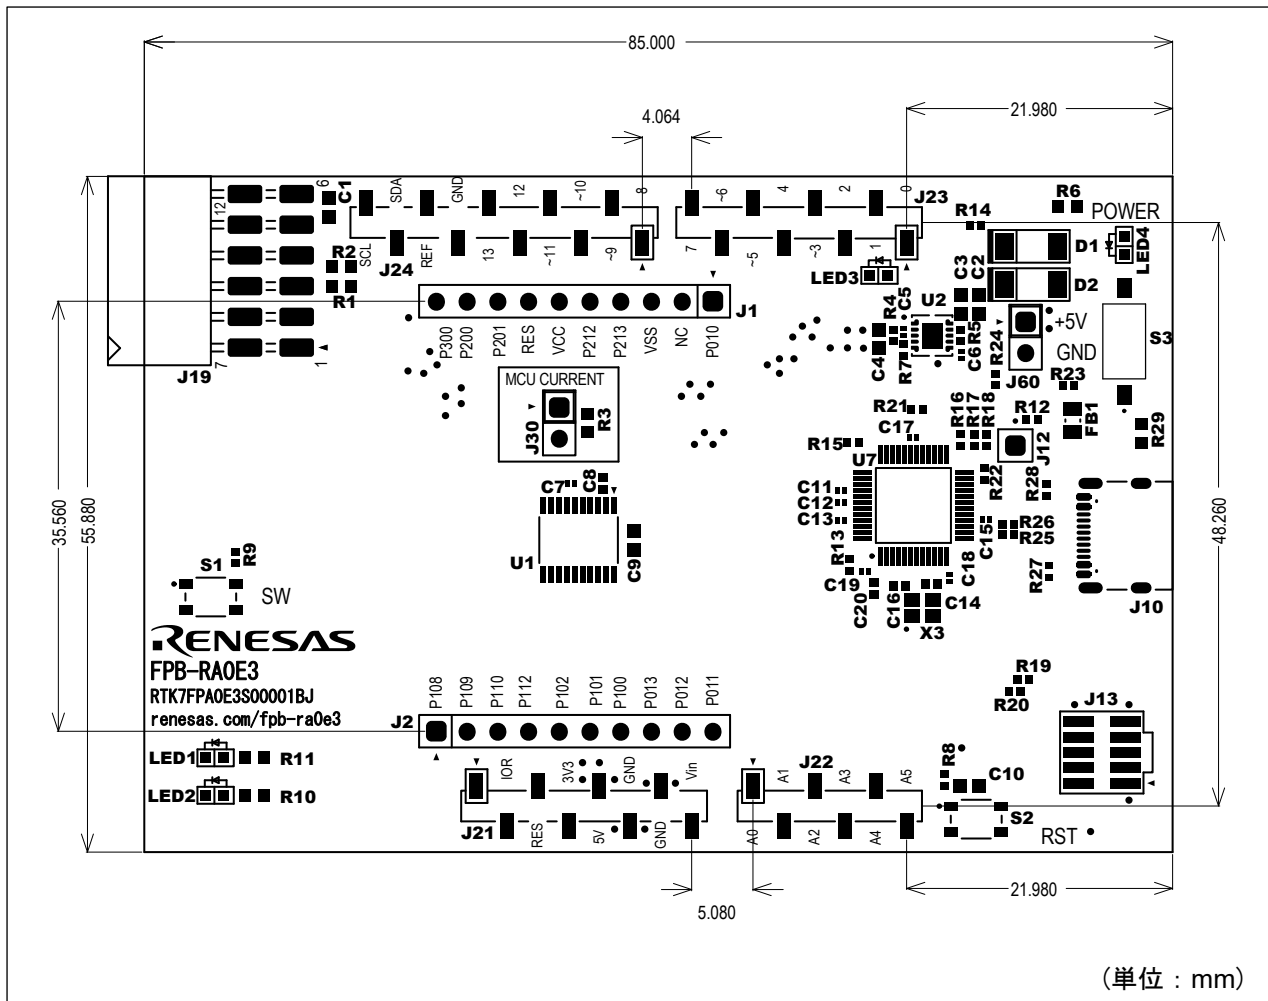 85.000
21.980
4.064
6
C1
SDA
GND
12
~10
8
~6
4
2
0
J23
R6
POWER
R14
12
SCL
REF
13
~11
~9
7
~5
~3
1
J24
R2
R1
LED3
D1
LED4
C3
C2
D2
J1
R4
C5
U2
+5V
S3
P300
P200
P201
RES
VCC
P212
P213
VSS
NC
P010
C4
R7
C6
R5
R24
GND
J19
7
1
MCU CURRENT
J60
R23
J30
R3
R21
R16
R17
R18
R12
FB1
R29
C17
R15
U7
J12
C7
C8
C11
C12
C13
R22
R28
35.560
55.880
48.260
R26
R25
C15
R9
S1
U1
C9
R13
C18
R27
SW
C19
C20
C16
C14
X3
J10
RENESAS
FPB-RA0E3
RTK7FPA0E3S00001BJ
renesas.com/fpb-ra0e3
P108
P109
P110
P112
P102
P101
P100
P013
P012
P011
R19
R20
J2
J13
LED1
R11
IOR
3V3
GND
Vin
A1
J22
A3
A5
R8
C10
LED2
R10
J21
RES
5V
GND
A0
A2
A4
S2
RST
5.080
21.980
(単位：mm)